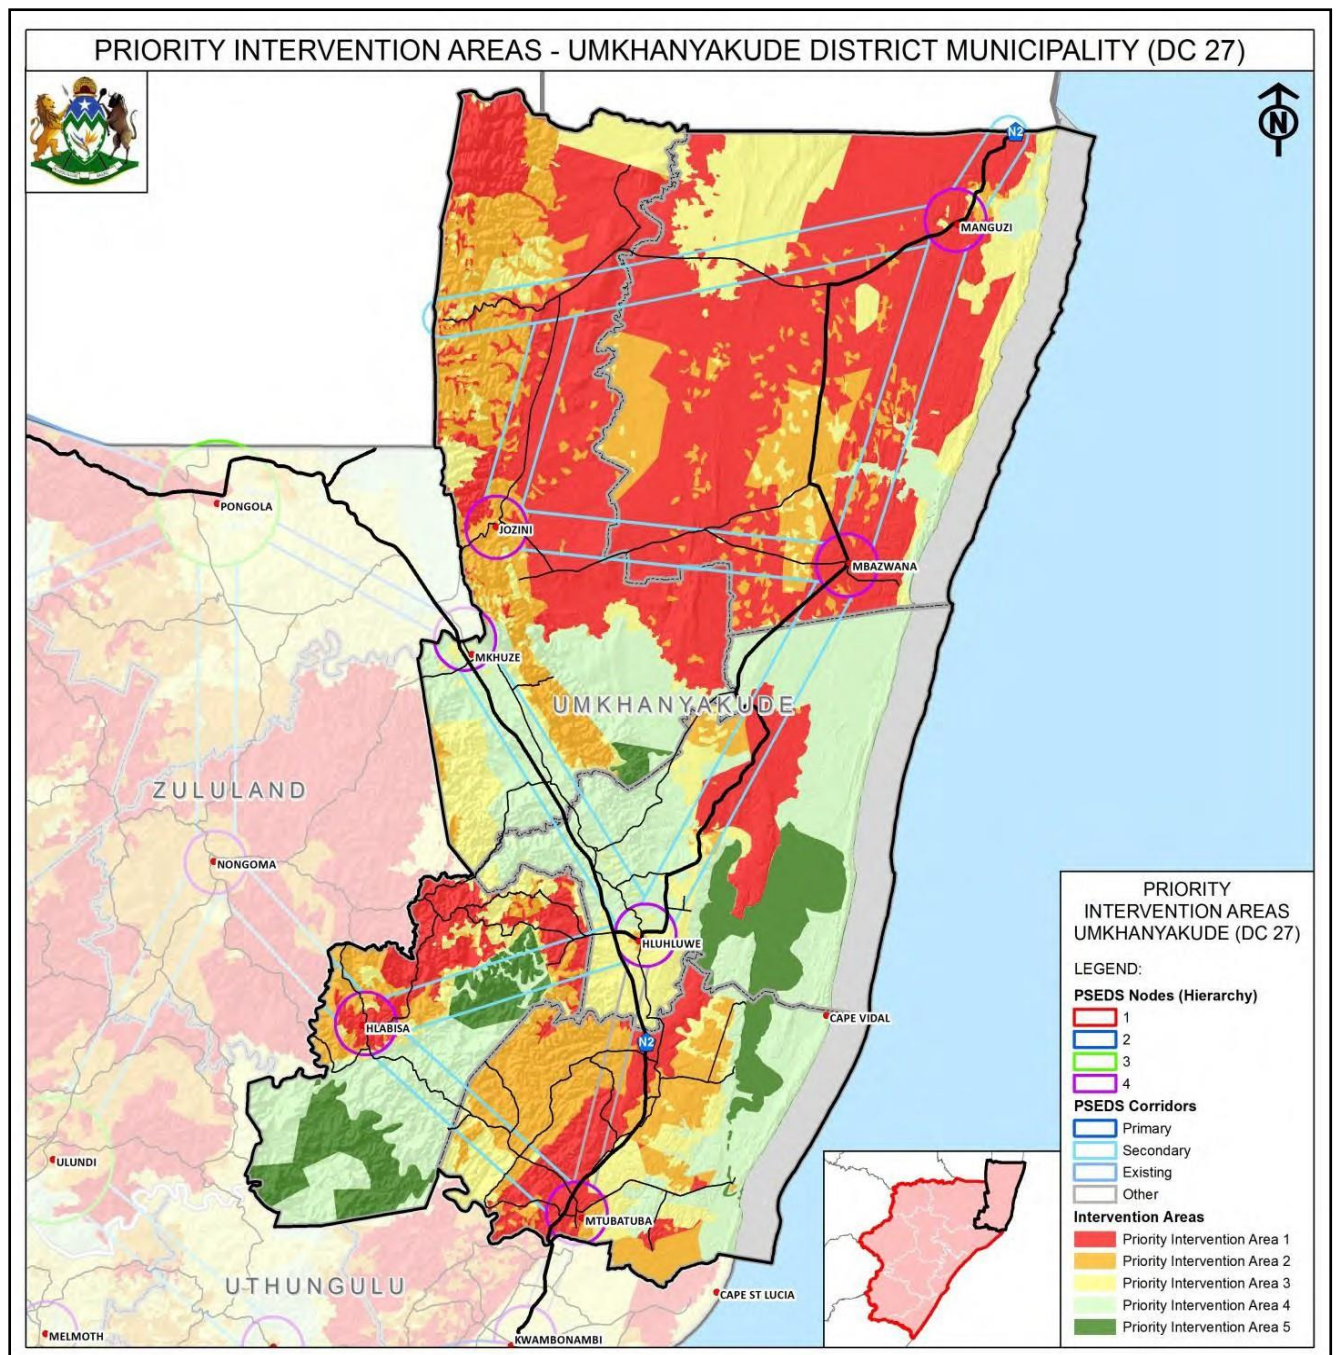 PRIORITY INTERVENTION AREAS - UMKHANYAKUDE DISTRICT MUNICIPALITY (DC 27)
N
N2
MANGUZI
PONGOLA
JOZINI
MBAZWANA
MKHUZE
UMKHANYAKUDE
ZULULAND
NONGOMA
HLUHLUWE
HLABISA
CAPE VIDAL
N2
ULUNDI
MTUBATUBA
UTHUNGULU
CAPE ST LUCIA
MELMOTH
KWAMBONAMBI
PRIORITY
INTERVENTION AREAS
UMKHANYAKUDE (DC 27)
LEGEND:
PSEDS Nodes (Hierarchy)
1
2
3
4
PSEDS Corridors
Primary
Secondary
Existing
Other
Intervention Areas
Priority Intervention Area 1
Priority Intervention Area 2
Priority Intervention Area 3
Priority Intervention Area 4
Priority Intervention Area 5